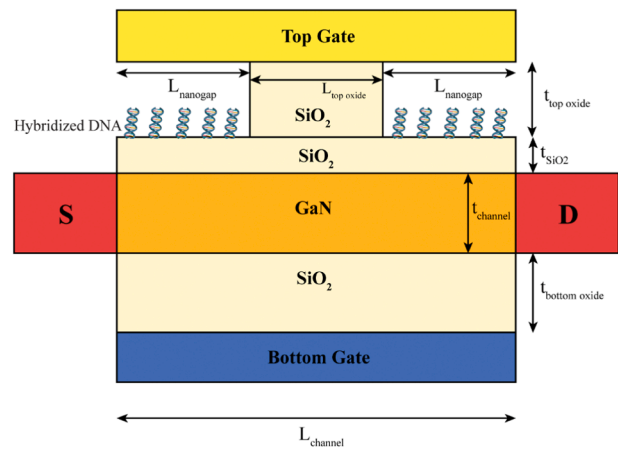 Top Gate
L_nanogap L_top oxide L_nanogap
t_top oxide
SiO₂
Hybridized DNA
SiO₂
t_SiO2
S GaN t_channel D
SiO₂
t_bottom oxide
Bottom Gate
L_channel